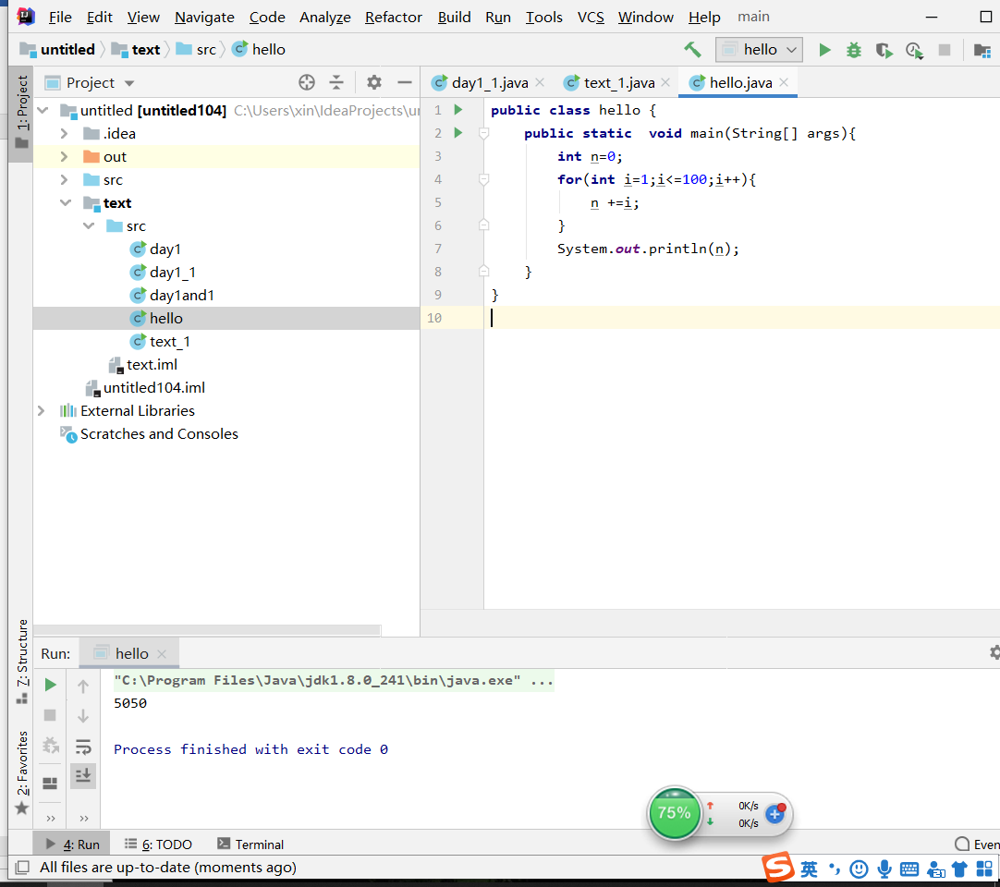 File Edit View Navigate Code Analyze Refactor Build Run Tools VCS Window Help main
untitled text src hello
hello
1: Project
Project
untitled [untitled104] C:\Users\xin\IdeaProjects\
.idea
out
src
text
src
day1
day1_1
day1and1
hello
text_1
text.iml
untitled104.iml
External Libraries
Scratches and Consoles
day1_1.java text_1.java hello.java
1 public class hello {
2 public static  void main(String[] args){
3 int n=0;
4 for(int i=1;i<=100;i++){
5 n +=i;
6 }
7 System.out.println(n);
8 }
9 }
10
Z: Structure
2: Favorites
Run: hello
"C:\Program Files\Java\jdk1.8.0_241\bin\java.exe" ...
5050
Process finished with exit code 0
75%
0K/s
0K/s
4: Run 6: TODO Terminal Even
All files are up-to-date (moments ago)
英